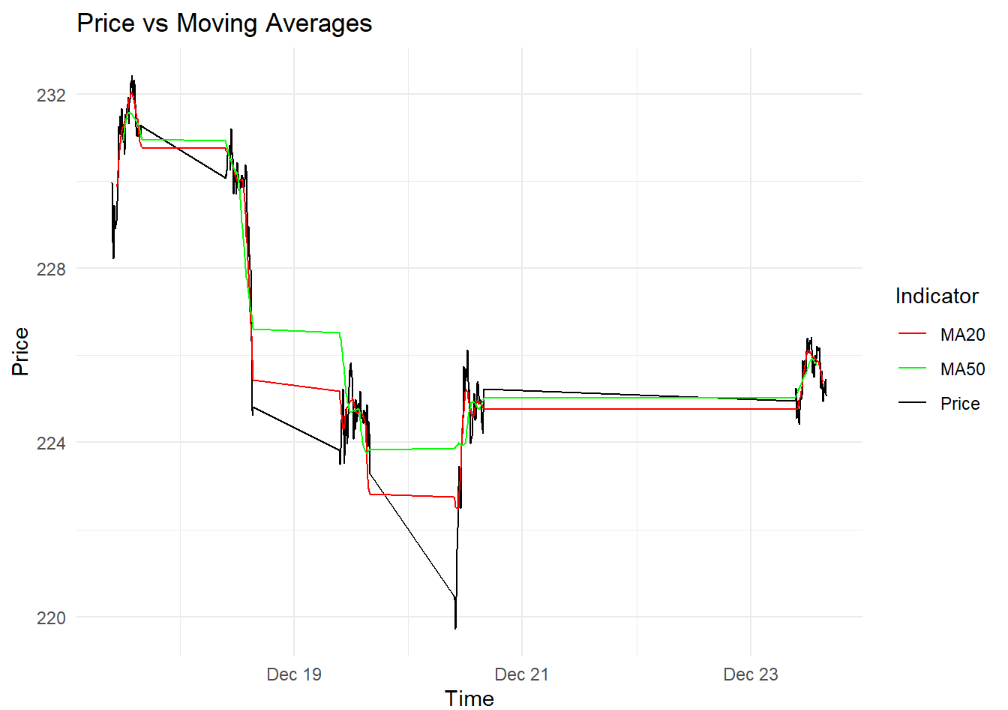 Price vs Moving Averages
Price
232
228
224
220
Dec 19
Dec 21
Dec 23
Time
Indicator
MA20
MA50
Price